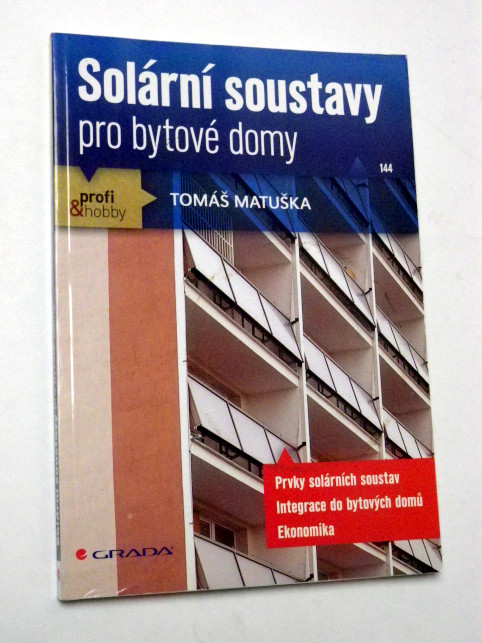 Solární soustavy
pro bytové domy
144
profi
&hobby
TOMÁŠ MATUŠKA
Prvky solárních soustav
Integrace do bytových domů
Ekonomika
GRADA